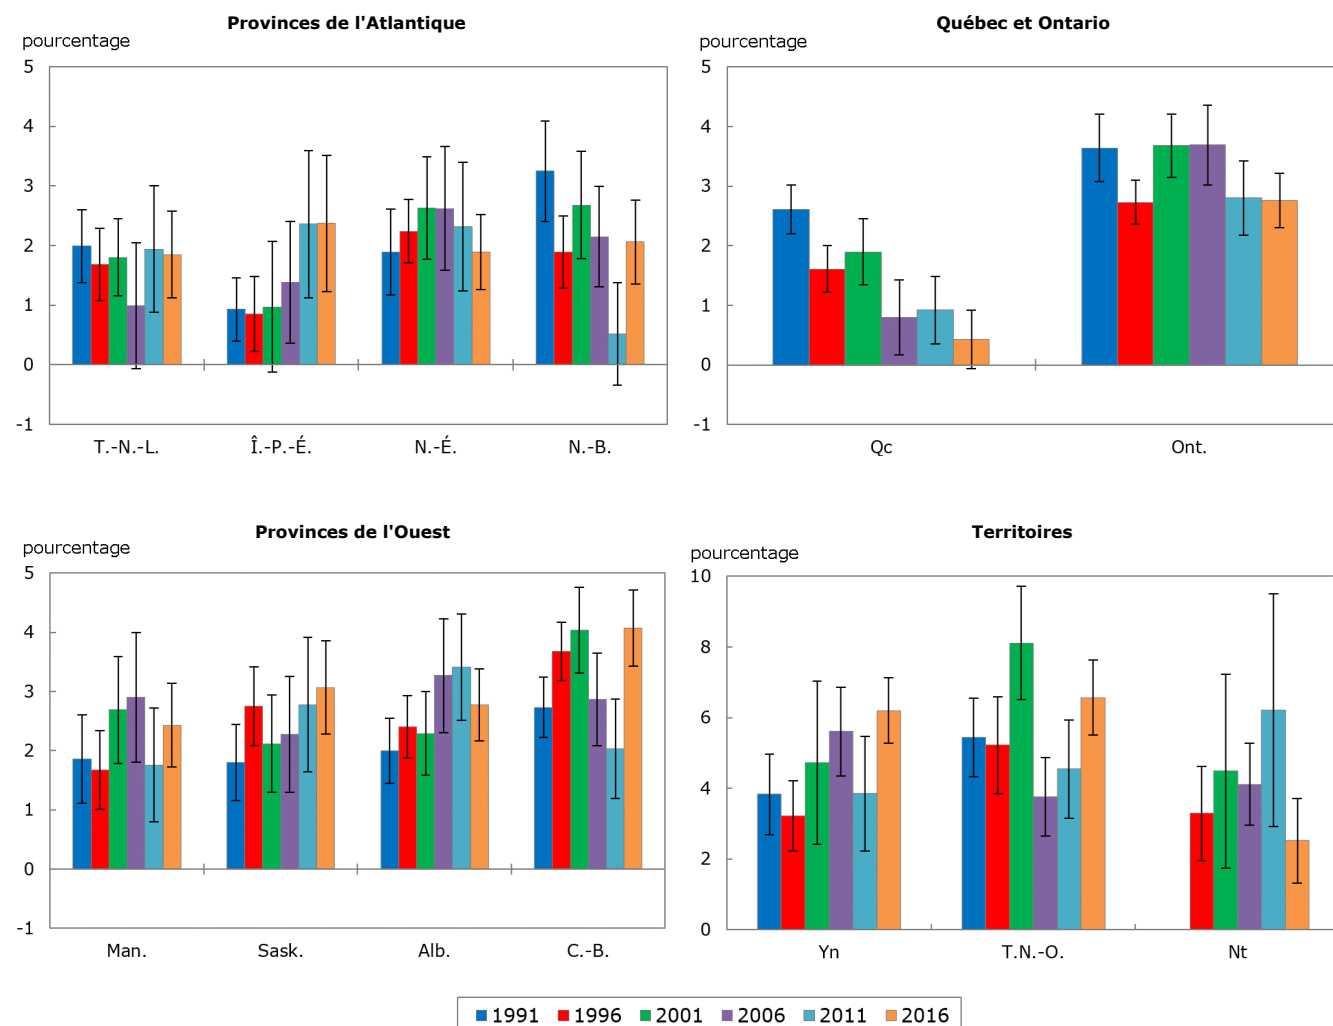 Provinces de l'Atlantique
pourcentage
5
4
3
2
1
0
-1
T.-N.-L. Î.-P.-É. N.-É. N.-B.
Québec et Ontario
pourcentage
5
4
3
2
1
0
-1
Qc Ont.
Provinces de l'Ouest
pourcentage
5
4
3
2
1
0
-1
Man. Sask. Alb. C.-B.
Territoires
pourcentage
10
8
6
4
2
0
Yn T.N.-O. Nt
1991 1996 2001 2006 2011 2016